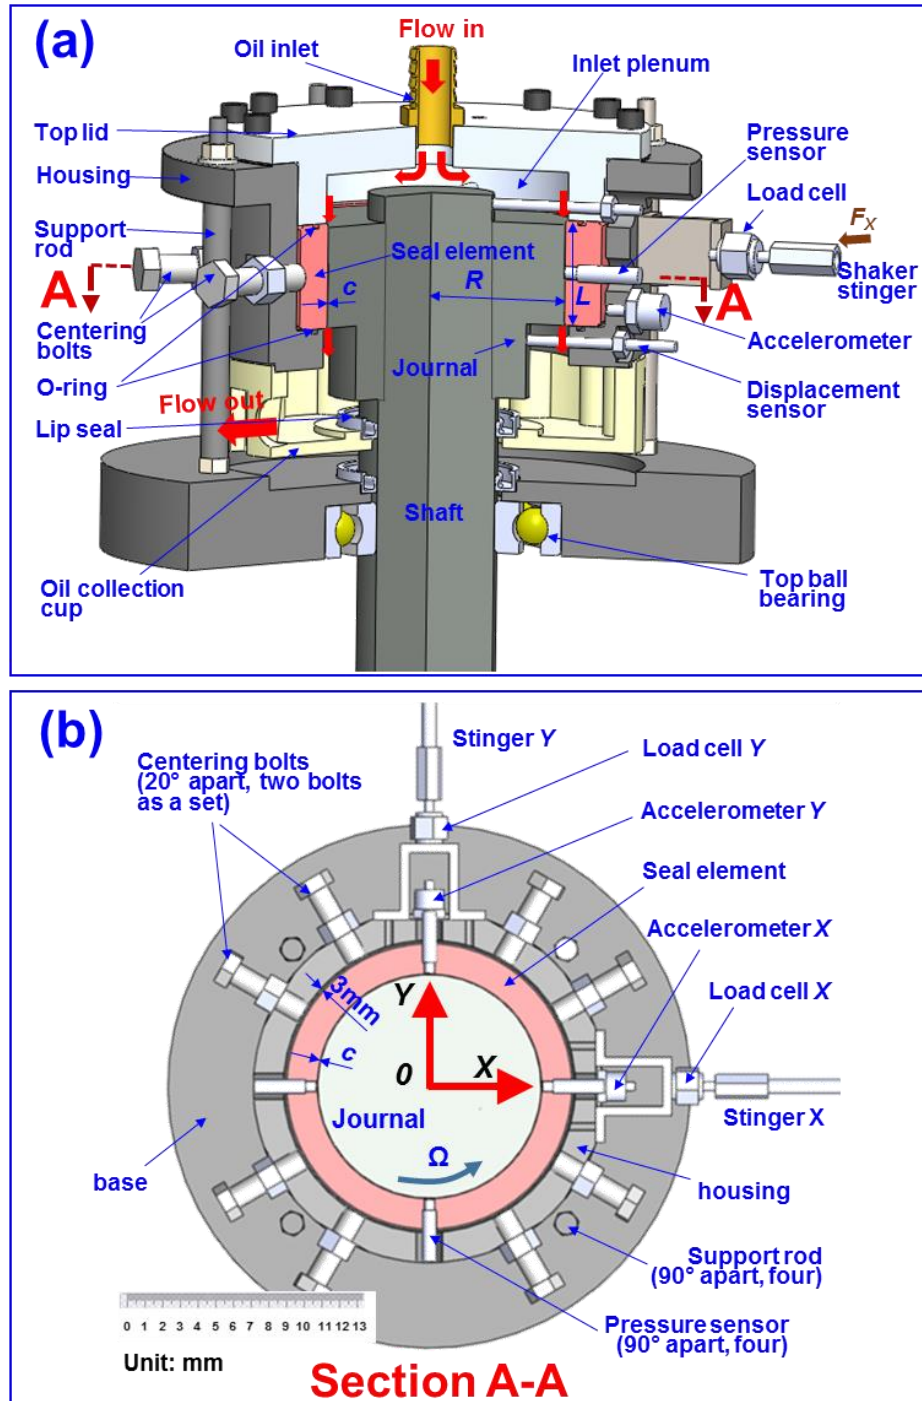 (a)
Flow in
Oil inlet
Inlet plenum
Top lid
Pressure
sensor
Housing
Load cell
Support
rod
Fx
Seal element
R
A
A
c
L
Shaker
stinger
Centering
bolts
Accelerometer
O-ring
Journal
Displacement
sensor
Flow out
Lip seal
Shaft
Oil collection
cup
Top ball
bearing
(b)
Stinger Y
Load cell Y
Centering bolts
(20° apart, two bolts
as a set)
Accelerometer Y
Seal element
Accelerometer X
Load cell X
3mm
Y
c
0
X
Stinger X
Journal
Ω
base
housing
Support rod
(90° apart, four)
0 1 2 3 4 5 6 7 8 9 10 11 12 13
Pressure sensor
(90° apart, four)
Unit: mm
Section A-A